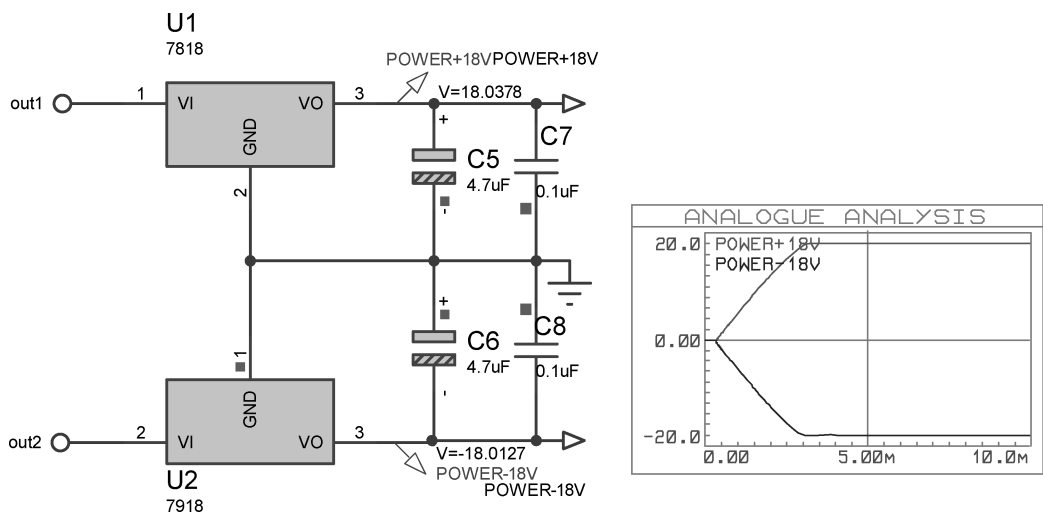 U1
7818
POWER+18V POWER+18V
out1
1
VI
VO
3
V=18.0378
GND
2
+
C5
4.7uF
-
C7
0.1uF
ANALOGUE ANALYSIS
20.0
POWER+18V
POWER-18V
0.00
-20.0
0.00
5.00M
10.0M
+
C6
4.7uF
-
C8
0.1uF
1
GND
out2
2
VI
VO
3
V=-18.0127
POWER-18V
POWER-18V
U2
7918